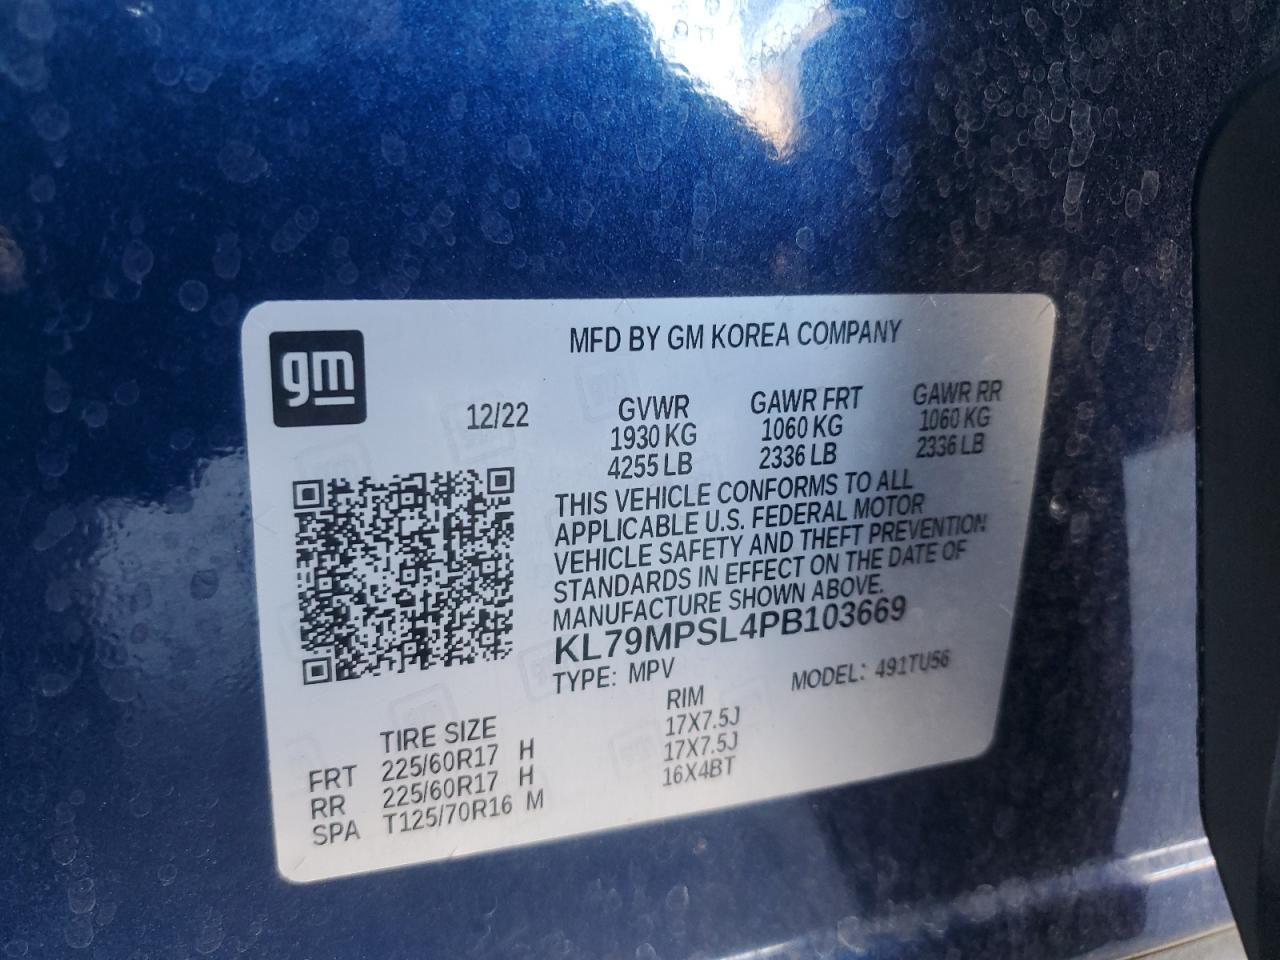 gm
MFD BY GM KOREA COMPANY
12/22
GVWR GAWR FRT GAWR RR
1930 KG 1060 KG 1060 KG
4255 LB 2336 LB 2336 LB
THIS VEHICLE CONFORMS TO ALL
APPLICABLE U.S. FEDERAL MOTOR
VEHICLE SAFETY AND THEFT PREVENTION
STANDARDS IN EFFECT ON THE DATE OF
MANUFACTURE SHOWN ABOVE.
KL79MPSL4PB103669
TYPE: MPV MODEL: 491TU56
TIRE SIZE RIM
FRT 225/60R17 H 17X7.5J
RR 225/60R17 H 17X7.5J
SPA T125/70R16 M 16X4BT